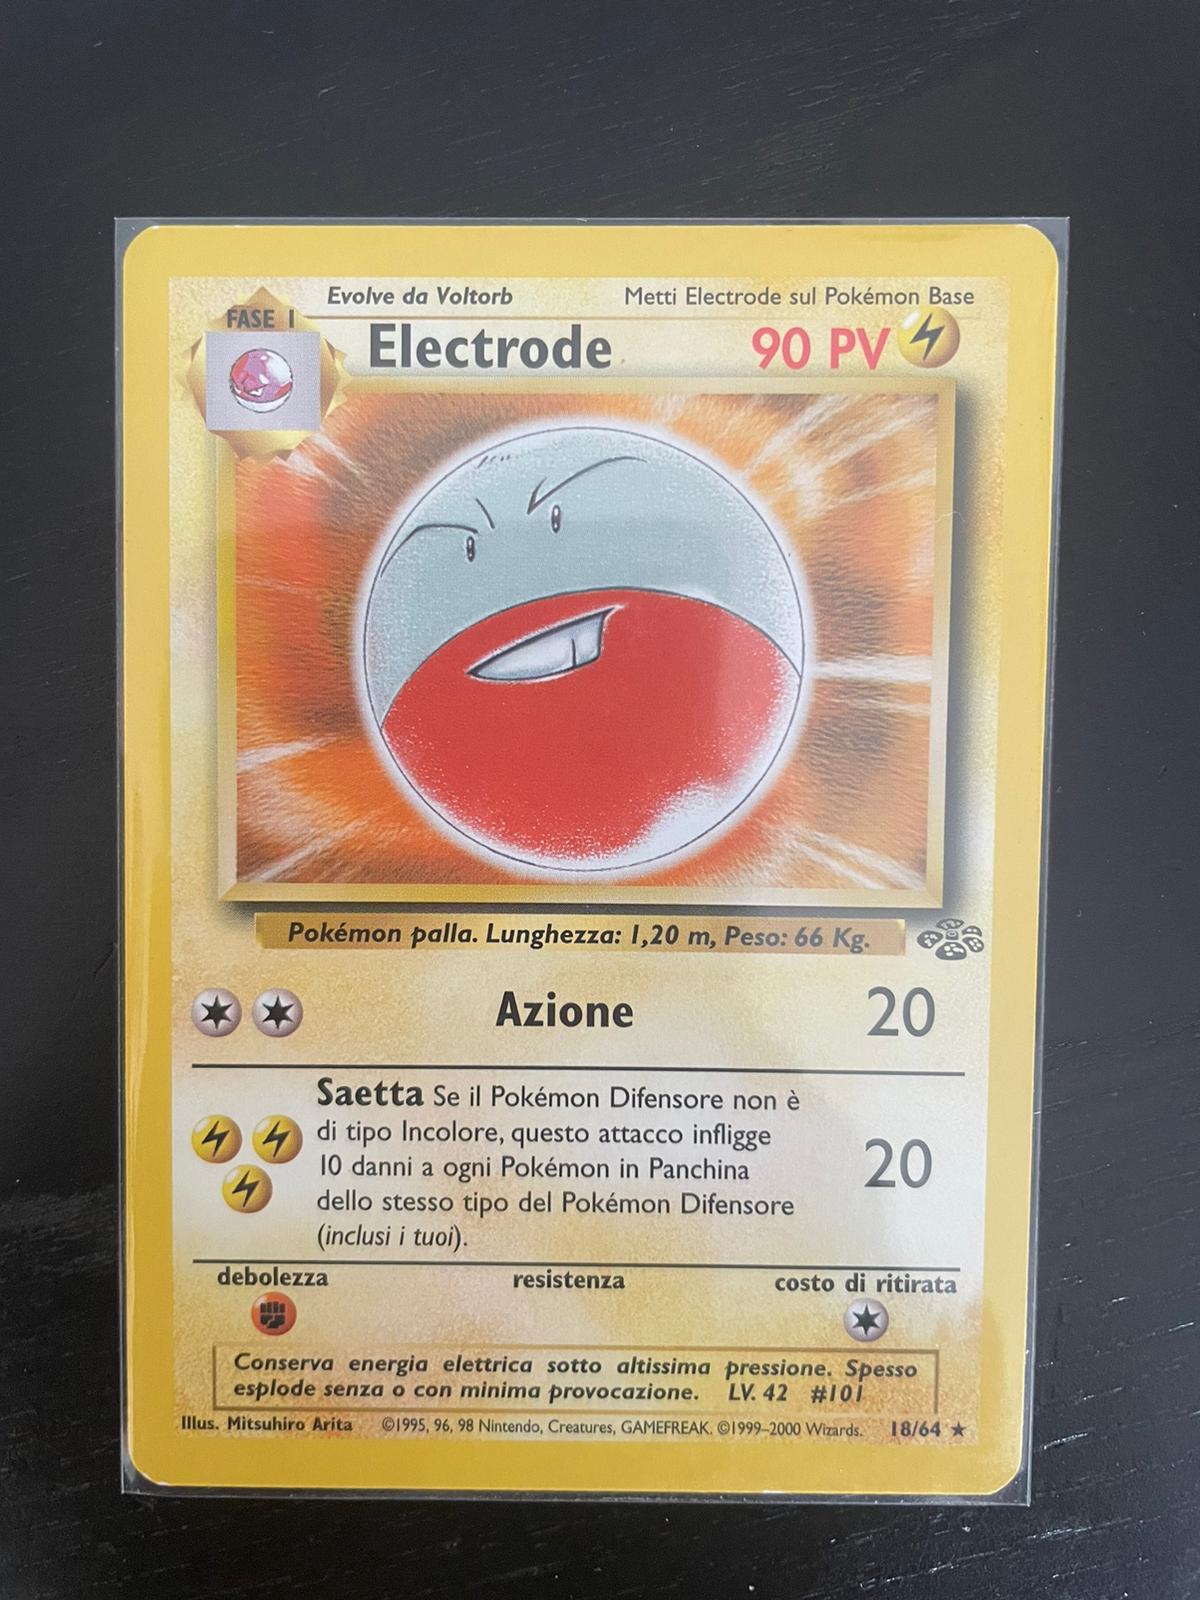 Evolve da Voltorb Metti Electrode sul Pokémon Base
FASE 1
Electrode 90 PV
Pokémon palla. Lunghezza: 1,20 m, Peso: 66 Kg.
Azione 20
Saetta Se il Pokémon Difensore non è
di tipo Incolore, questo attacco infligge
10 danni a ogni Pokémon in Panchina
dello stesso tipo del Pokémon Difensore
(inclusi i tuoi).
20
debolezza resistenza costo di ritirata
Conserva energia elettrica sotto altissima pressione. Spesso
esplode senza o con minima provocazione. LV. 42 #101
Illus. Mitsuhiro Arita ©1995, 96, 98 Nintendo, Creatures, GAMEFREAK. ©1999–2000 Wizards. 18/64 ★